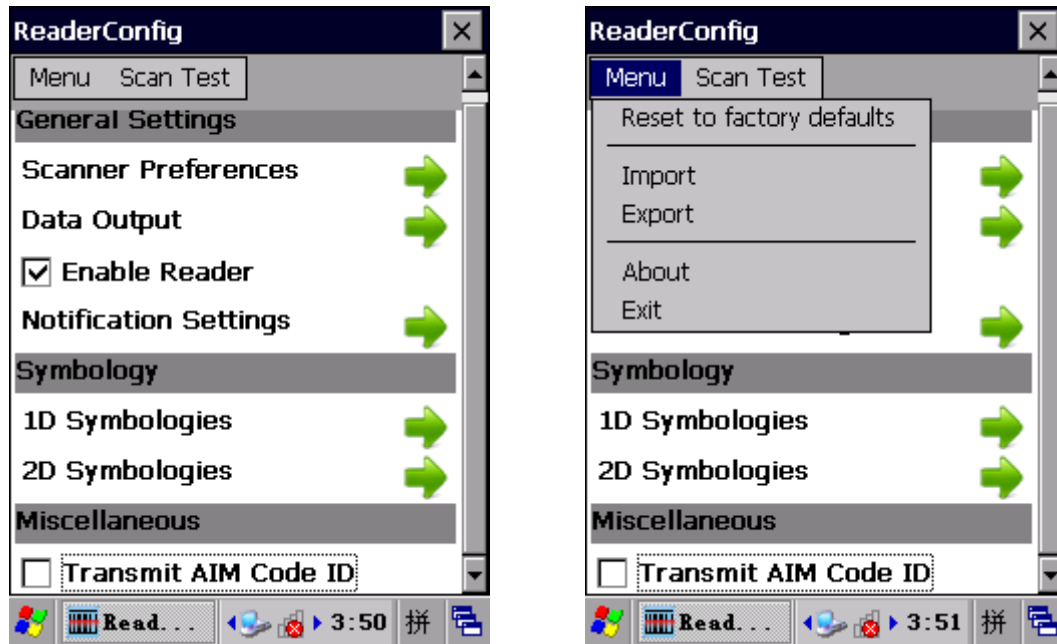 ReaderConfig
Menu Scan Test
General Settings
Scanner Preferences
Data Output
Enable Reader
Notification Settings
Symbology
1D Symbologies
2D Symbologies
Miscellaneous
Transmit AIM Code ID
Read... 3:50 拼
ReaderConfig
Menu Scan Test
Reset to factory defaults
Import
Export
About
Exit
Symbology
1D Symbologies
2D Symbologies
Miscellaneous
Transmit AIM Code ID
Read... 3:51 拼